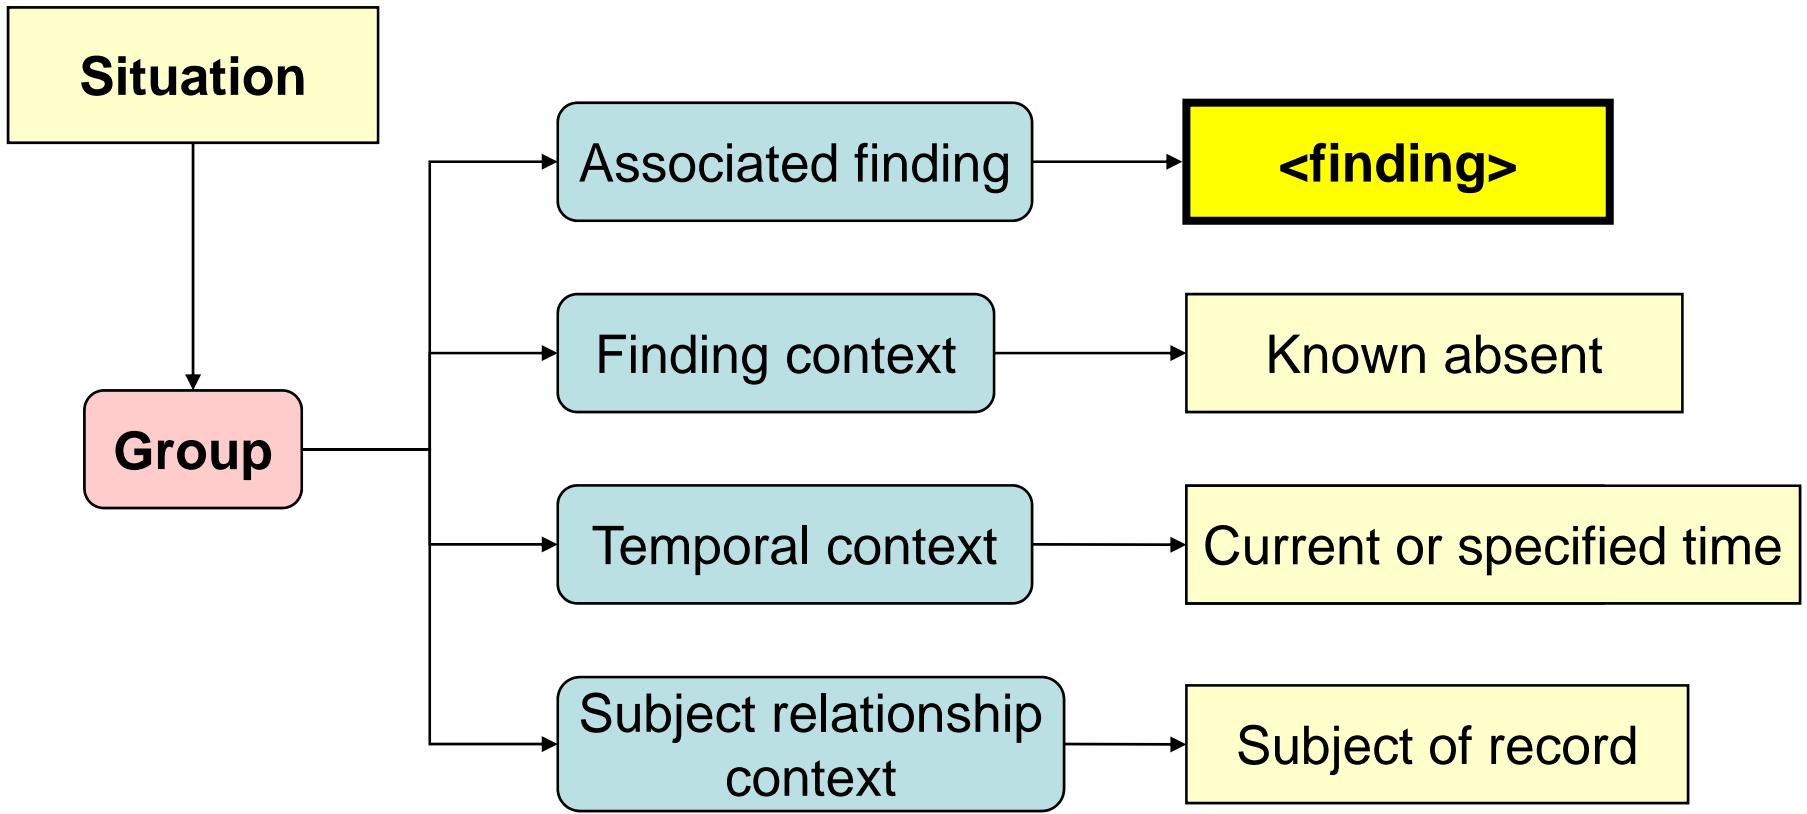 Situation
Associated finding
<finding>
Finding context
Known absent
Group
Temporal context
Current or specified time
Subject relationship
context
Subject of record